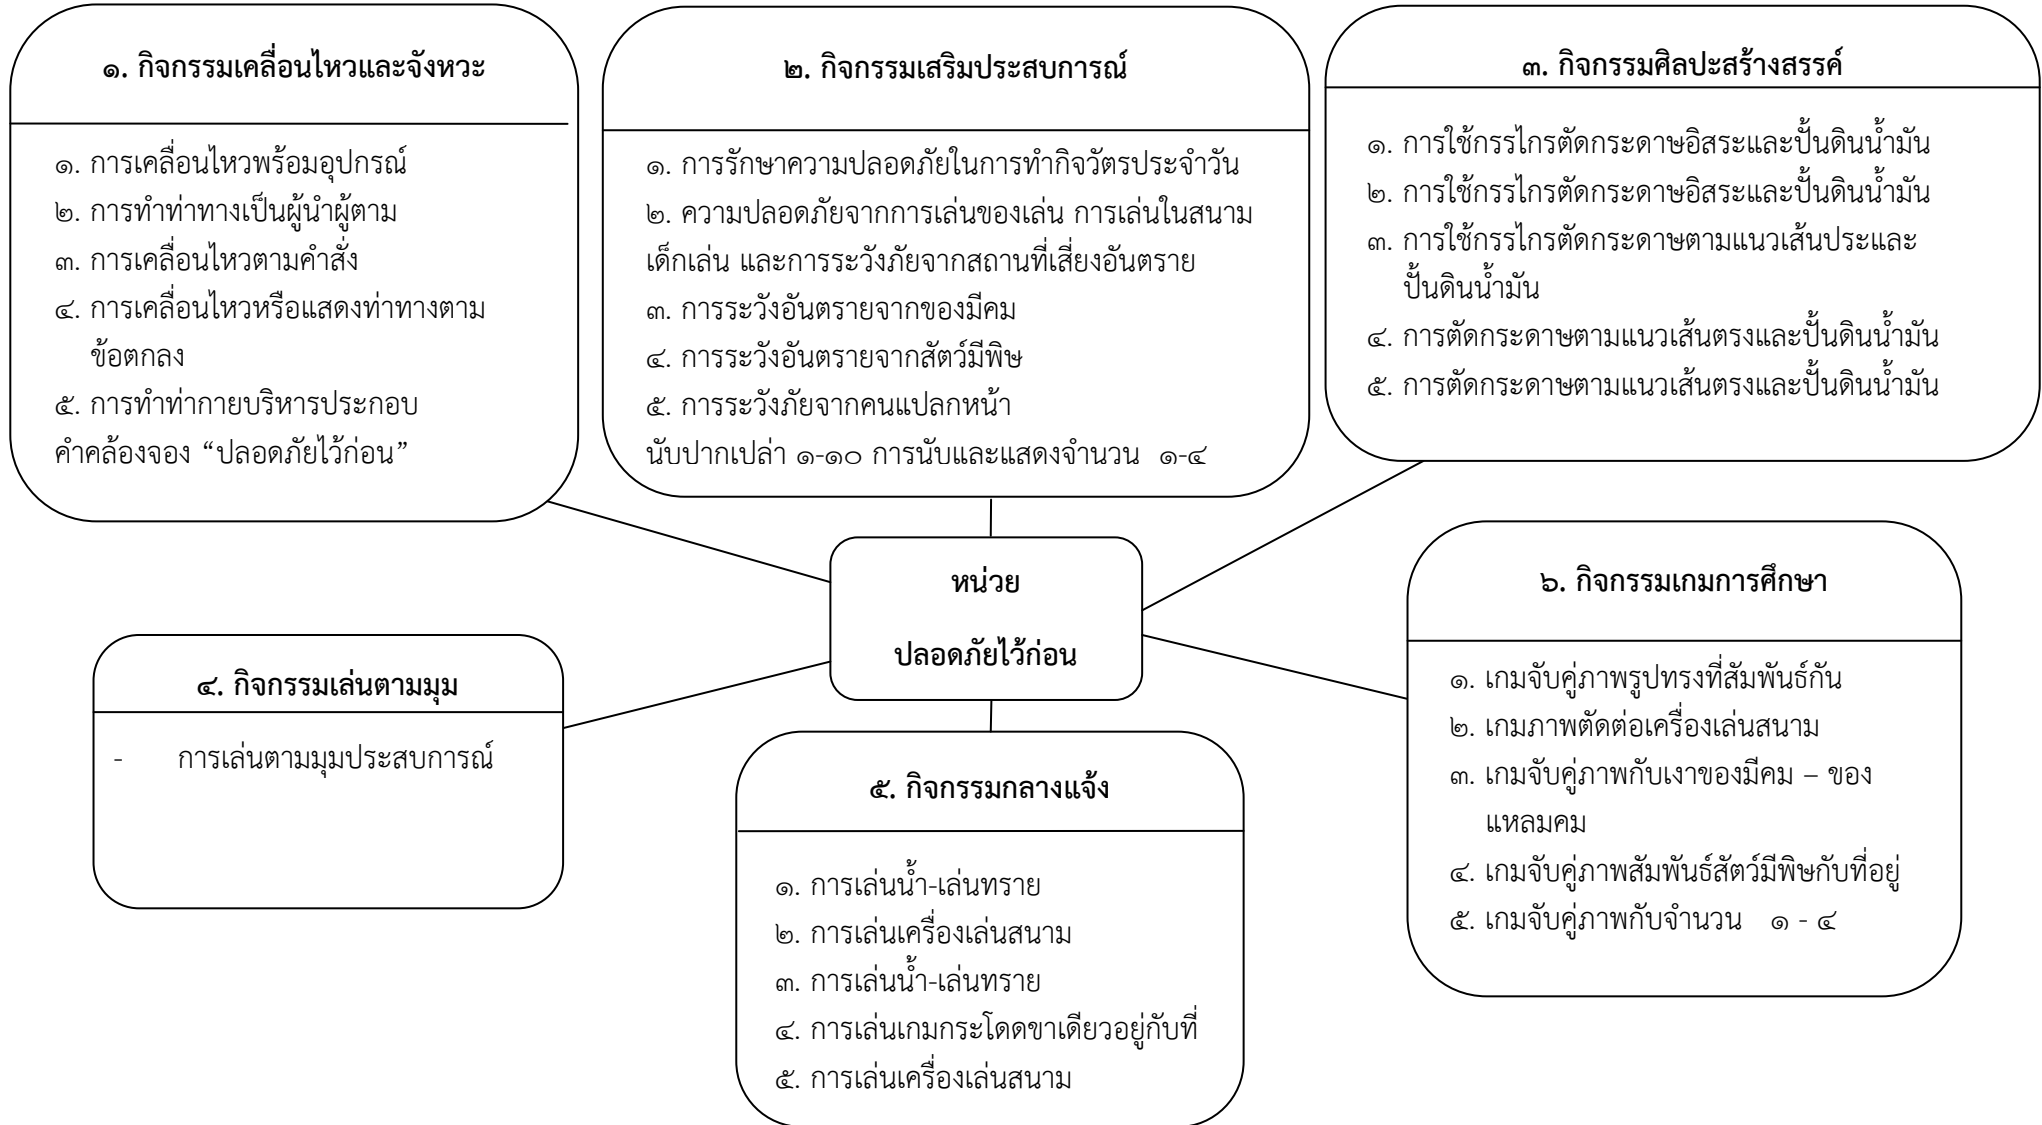 ๑. กิจกรรมเคลื่อนไหวและจังหวะ
๑. การเคลื่อนไหวพร้อมอุปกรณ์
๒. การทำท่าทางเป็นผู้นำผู้ตาม
๓. การเคลื่อนไหวตามคำสั่ง
๔. การเคลื่อนไหวหรือแสดงท่าทางตาม
ข้อตกลง
๕. การทำท่ากายบริหารประกอบ
คำคล้องจอง “ปลอดภัยไว้ก่อน”
๒. กิจกรรมเสริมประสบการณ์
๑. การรักษาความปลอดภัยในการทำกิจวัตรประจำวัน
๒. ความปลอดภัยจากการเล่นของเล่น การเล่นในสนาม
เด็กเล่น และการระวังภัยจากสถานที่เสี่ยงอันตราย
๓. การระวังอันตรายจากของมีคม
๔. การระวังอันตรายจากสัตว์มีพิษ
๕. การระวังภัยจากคนแปลกหน้า
นับปากเปล่า ๑-๑๐ การนับและแสดงจำนวน ๑-๔
๓. กิจกรรมศิลปะสร้างสรรค์
๑. การใช้กรรไกรตัดกระดาษอิสระและปั้นดินน้ำมัน
๒. การใช้กรรไกรตัดกระดาษอิสระและปั้นดินน้ำมัน
๓. การใช้กรรไกรตัดกระดาษตามแนวเส้นประและ
ปั้นดินน้ำมัน
๔. การตัดกระดาษตามแนวเส้นตรงและปั้นดินน้ำมัน
๕. การตัดกระดาษตามแนวเส้นตรงและปั้นดินน้ำมัน
หน่วย
ปลอดภัยไว้ก่อน
๔. กิจกรรมเล่นตามมุม
- การเล่นตามมุมประสบการณ์
๕. กิจกรรมกลางแจ้ง
๑. การเล่นน้ำ-เล่นทราย
๒. การเล่นเครื่องเล่นสนาม
๓. การเล่นน้ำ-เล่นทราย
๔. การเล่นเกมกระโดดขาเดียวอยู่กับที่
๕. การเล่นเครื่องเล่นสนาม
๖. กิจกรรมเกมการศึกษา
๑. เกมจับคู่ภาพรูปทรงที่สัมพันธ์กัน
๒. เกมภาพตัดต่อเครื่องเล่นสนาม
๓. เกมจับคู่ภาพกับเงาของมีคม – ของ
แหลมคม
๔. เกมจับคู่ภาพสัมพันธ์สัตว์มีพิษกับที่อยู่
๕. เกมจับคู่ภาพกับจำนวน ๑ - ๔